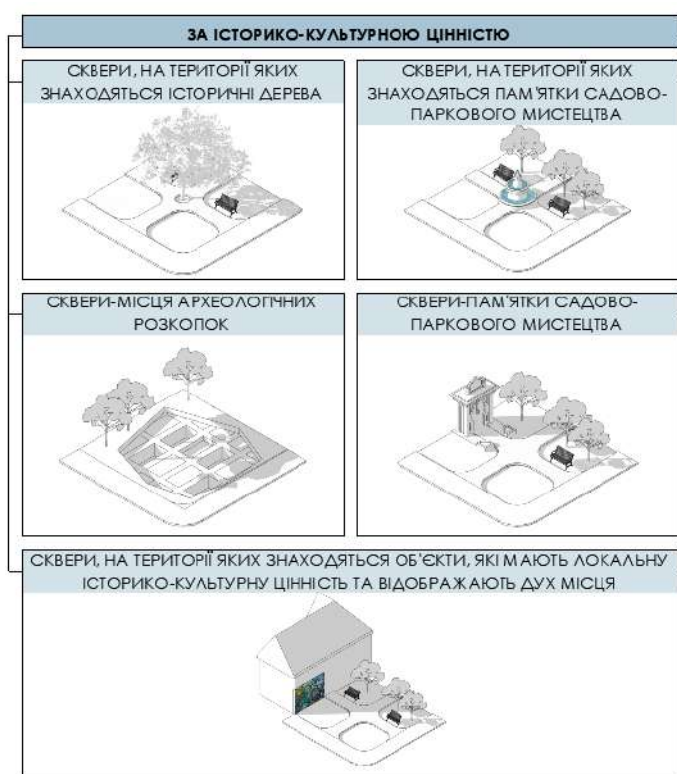 ЗА ІСТОРИКО-КУЛЬТУРНОЮ ЦІННІСТЮ
СКВЕРИ, НА ТЕРИТОРІЇ ЯКИХ
ЗНАХОДЯТЬСЯ ІСТОРИЧНІ ДЕРЕВА
СКВЕРИ, НА ТЕРИТОРІЇ ЯКИХ
ЗНАХОДЯТЬСЯ ПАМ'ЯТКИ САДОВО-
ПАРКОВОГО МИСТЕЦТВА
СКВЕРИ-МІСЦЯ АРХЕОЛОГІЧНИХ
РОЗКОПОК
СКВЕРИ-ПАМ'ЯТКИ САДОВО-
ПАРКОВОГО МИСТЕЦТВА
СКВЕРИ, НА ТЕРИТОРІЇ ЯКИХ ЗНАХОДЯТЬСЯ ОБ'ЄКТИ, ЯКІ МАЮТЬ ЛОКАЛЬНУ
ІСТОРИКО-КУЛЬТУРНУ ЦІННІСТЬ ТА ВІДОБРАЖАЮТЬ ДУХ МІСЦЯ